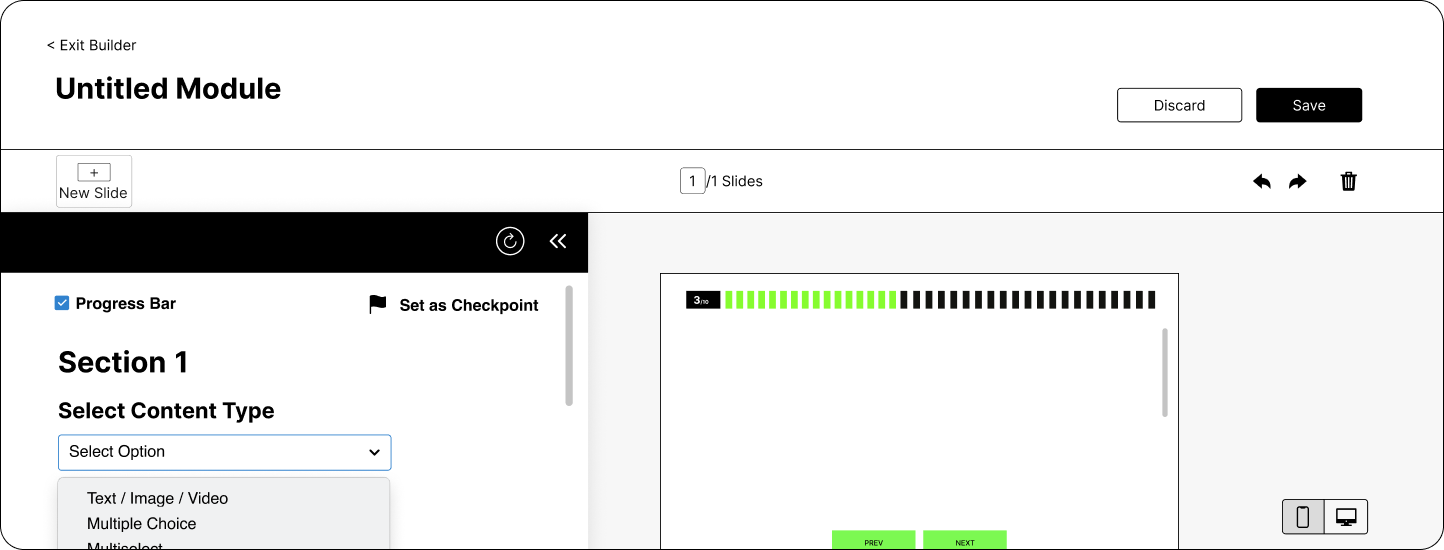 < Exit Builder
Untitled Module
Discard
Save
+
New Slide
1 /1 Slides
Progress Bar
Set as Checkpoint
3/10
Section 1
Select Content Type
Select Option
Text / Image / Video
Multiple Choice
Multiselect
PREV
NEXT